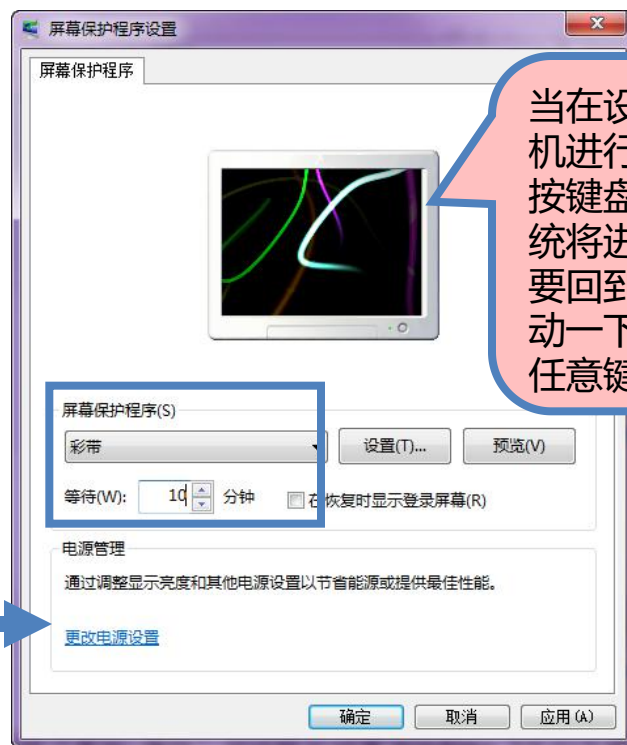 屏幕保护程序设置
屏幕保护程序
当在设
机进行
按键盘
统将进
要回到
动一下
任意键
屏幕保护程序(S)
彩带
设置(T)...
预览(V)
等待(W):
10
分钟
在恢复时显示登录屏幕(R)
电源管理
通过调整显示亮度和其他电源设置以节省能源或提供最佳性能。
更改电源设置
确定
取消
应用(A)